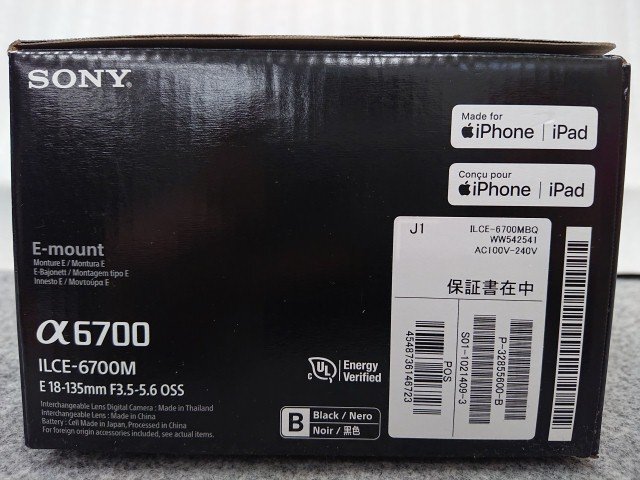 SONY
Made for
iPhone | iPad
Conçu pour
iPhone | iPad
E-mount
Monture E / Montura E
E-Bajonett / Montagem tipo E
Innesto E / Μοντούρα E
α6700
ILCE-6700M
E 18-135mm F3.5-5.6 OSS
Interchangeable Lens Digital Camera : Made in Thailand
Interchangeable Lens : Made in China
Battery : Cell Made in Japan, Processed in China
For foreign origin accessories included, see actual items.
UL
Energy
Verified
B
Black / Nero
Noir / 黒色
J1
ILCE-6700MBQ
WW542541
AC100V-240V
保証書在中
4548736146723
POS
S01-1021409-3
P-32855600-B